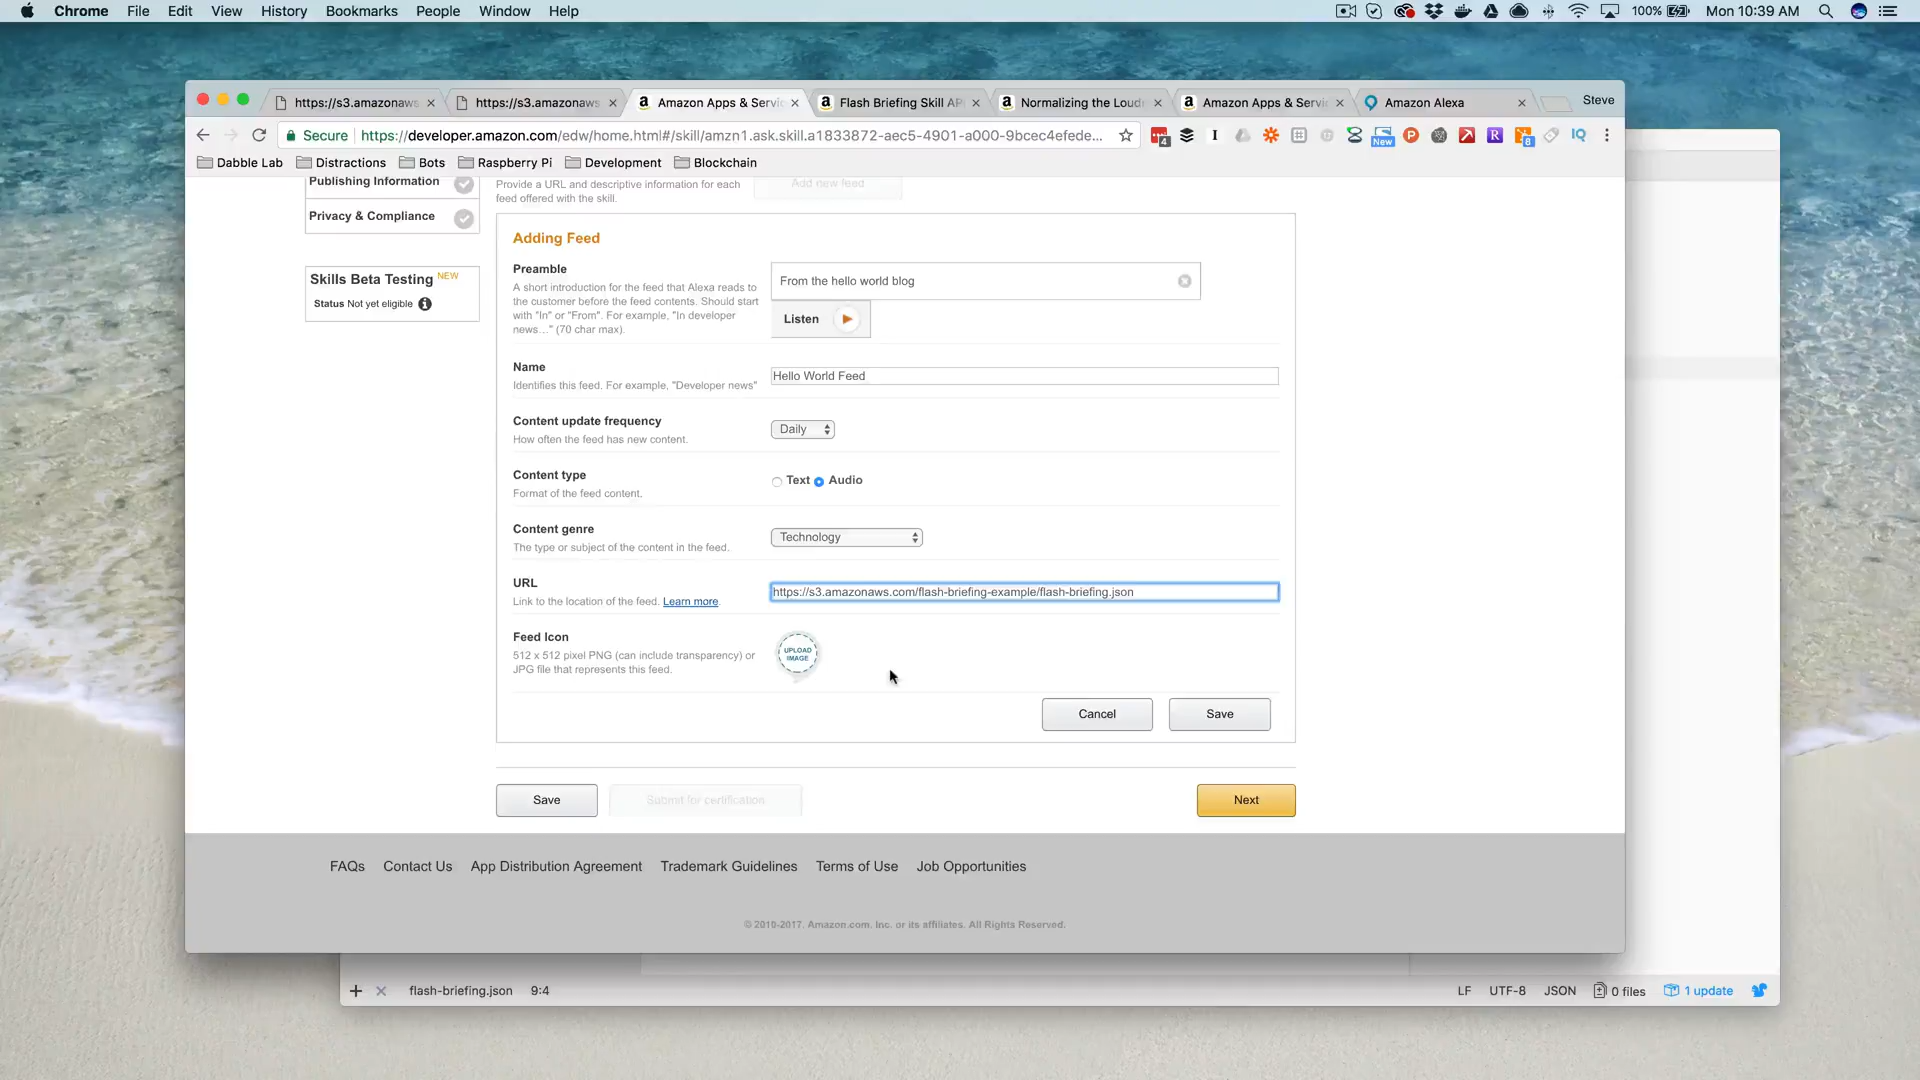 Chrome File Edit View History Bookmarks People Window Help 100% Mon 10:39 AM
https://s3.amazonaws https://s3.amazonaws Amazon Apps & Servic Flash Briefing Skill AP Normalizing the Loud Amazon Apps & Servic Amazon Alexa Steve
Secure https://developer.amazon.com/edw/home.html#/skill/amzn1.ask.skill.a1833872-aec5-4901-a000-9bcec4efede...
4 New 8 IQ
Dabble Lab Distractions Bots Raspberry Pi Development Blockchain
Publishing Information
Privacy & Compliance
Skills Beta Testing NEW
Status Not yet eligible
Provide a URL and descriptive information for each
feed offered with the skill.
Add new feed
Adding Feed
Preamble
A short introduction for the feed that Alexa reads to
the customer before the feed contents. Should start
with "In" or "From". For example, "In developer
news..." (70 char max).
From the hello world blog
Listen
Name
Identifies this feed. For example, "Developer news"
Hello World Feed
Content update frequency
How often the feed has new content.
Daily
Content type
Format of the feed content.
Text Audio
Content genre
The type or subject of the content in the feed.
Technology
URL
Link to the location of the feed. Learn more.
https://s3.amazonaws.com/flash-briefing-example/flash-briefing.json
Feed Icon
512 x 512 pixel PNG (can include transparency) or
JPG file that represents this feed.
UPLOAD
IMAGE
Cancel Save
Save Submit for certification Next
FAQs Contact Us App Distribution Agreement Trademark Guidelines Terms of Use Job Opportunities
© 2010-2017, Amazon.com, Inc. or its affiliates. All Rights Reserved.
flash-briefing.json 9:4 LF UTF-8 JSON 0 files 1 update